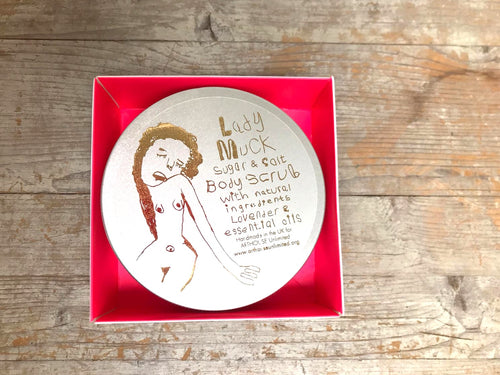 Lady
Muck
Sugar & Salt
Body Scrub
with natural
ingredients
Lavender &
essential oils
Handmade in the UK for
ARTHOUSE Unlimited
www.arthouseunlimited.org